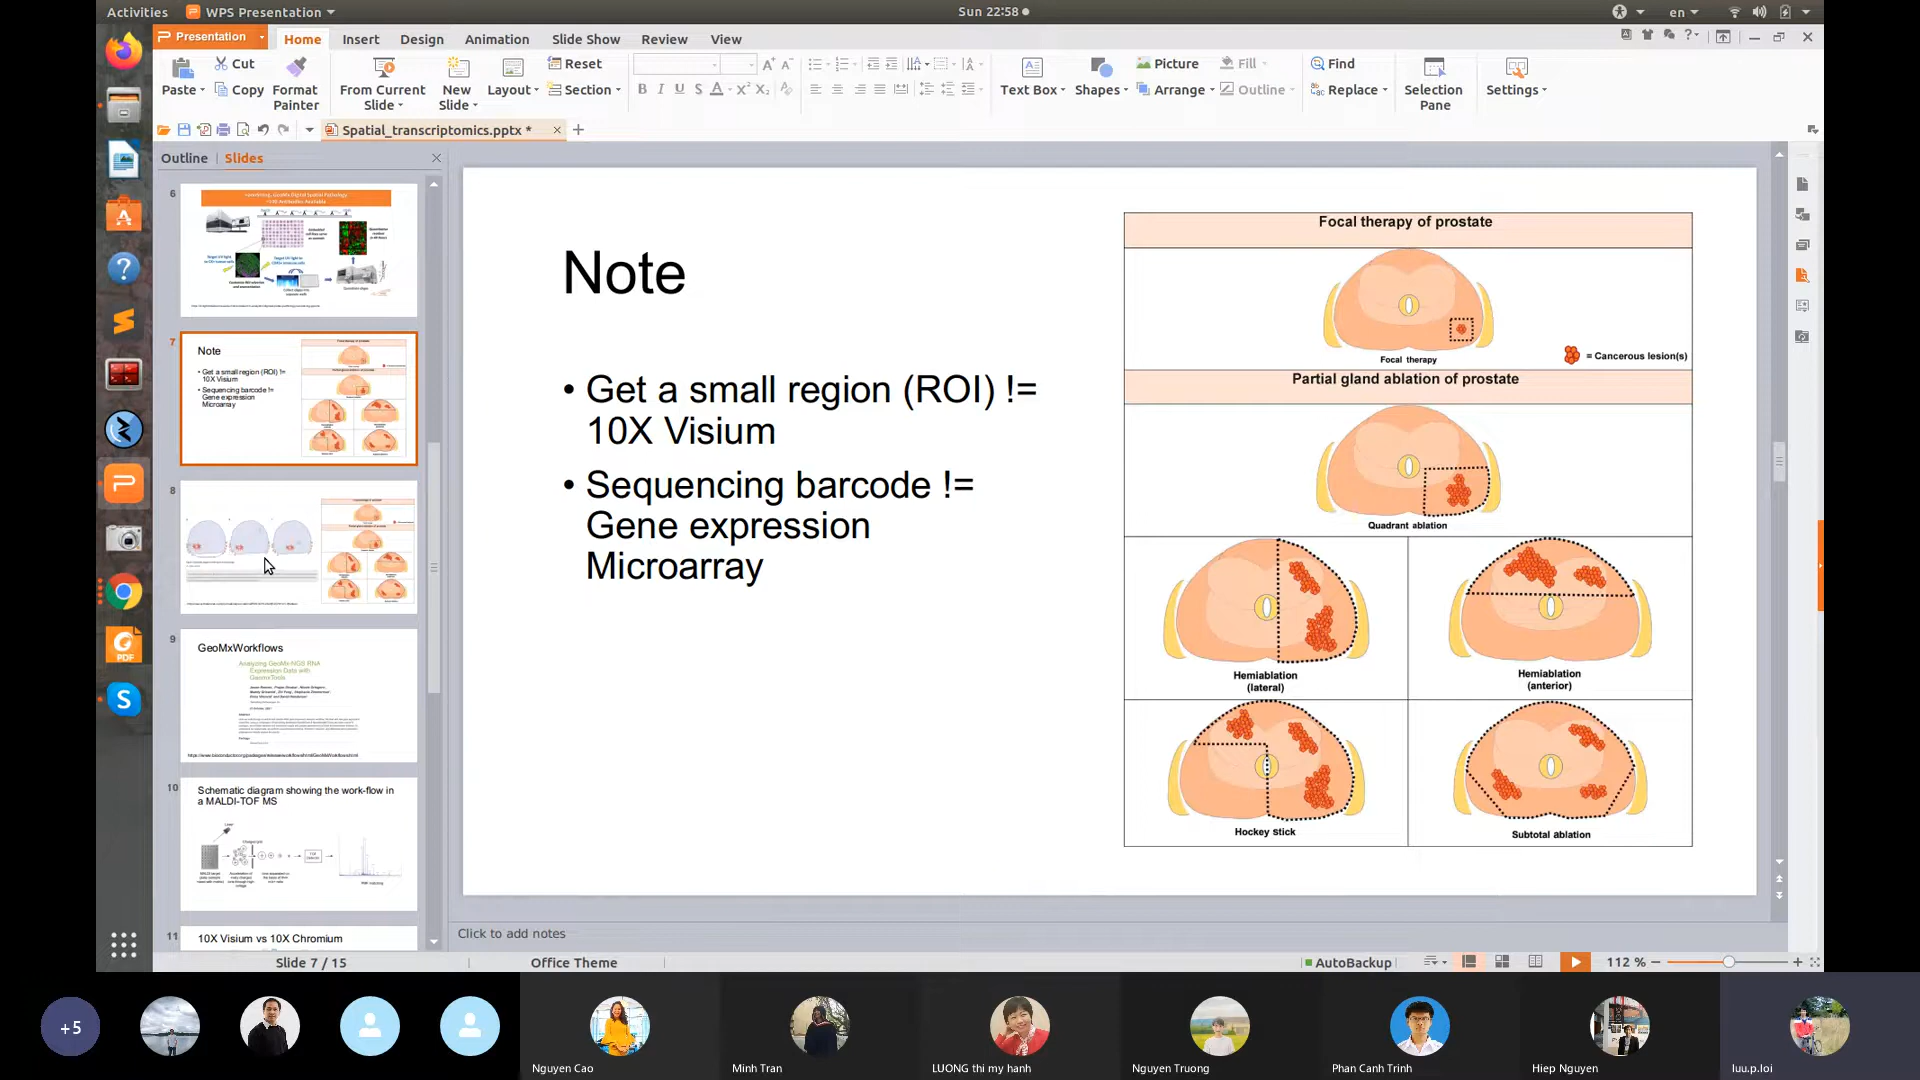 Activities
WPS Presentation
Sun 22:58
en
Presentation
Home
Insert
Design
Animation
Slide Show
Review
View
Cut
Paste
Copy
Format
Painter
From Current
Slide
New
Slide
Layout
Reset
Section
Text Box
Shapes
Picture
Arrange
Fill
Outline
Find
Replace
Selection
Pane
Settings
Spatial_transcriptomics.pptx *
Outline
Slides
6
7
Note
• Get a small region (ROI) !=
10X Visium
• Sequencing barcode !=
Gene expression
Microarray
8
9
GeoMxWorkflows
Analyzing GeoMx-NGS RNA
Expression Data with
GeomxTools
10
Schematic diagram showing the work-flow in
a MALDI-TOF MS
11
10X Visium vs 10X Chromium
Note
• Get a small region (ROI) !=
10X Visium
• Sequencing barcode !=
Gene expression
Microarray
Focal therapy of prostate
Focal therapy
= Cancerous lesion(s)
Partial gland ablation of prostate
Quadrant ablation
Hemiablation
(lateral)
Hemiablation
(anterior)
Hockey stick
Subtotal ablation
Click to add notes
Slide 7 / 15
Office Theme
AutoBackup
112 %
+5
Nguyen Cao
Minh Tran
LUONG thi my hanh
Nguyen Truong
Phan Canh Trinh
Hiep Nguyen
luu.p.loi